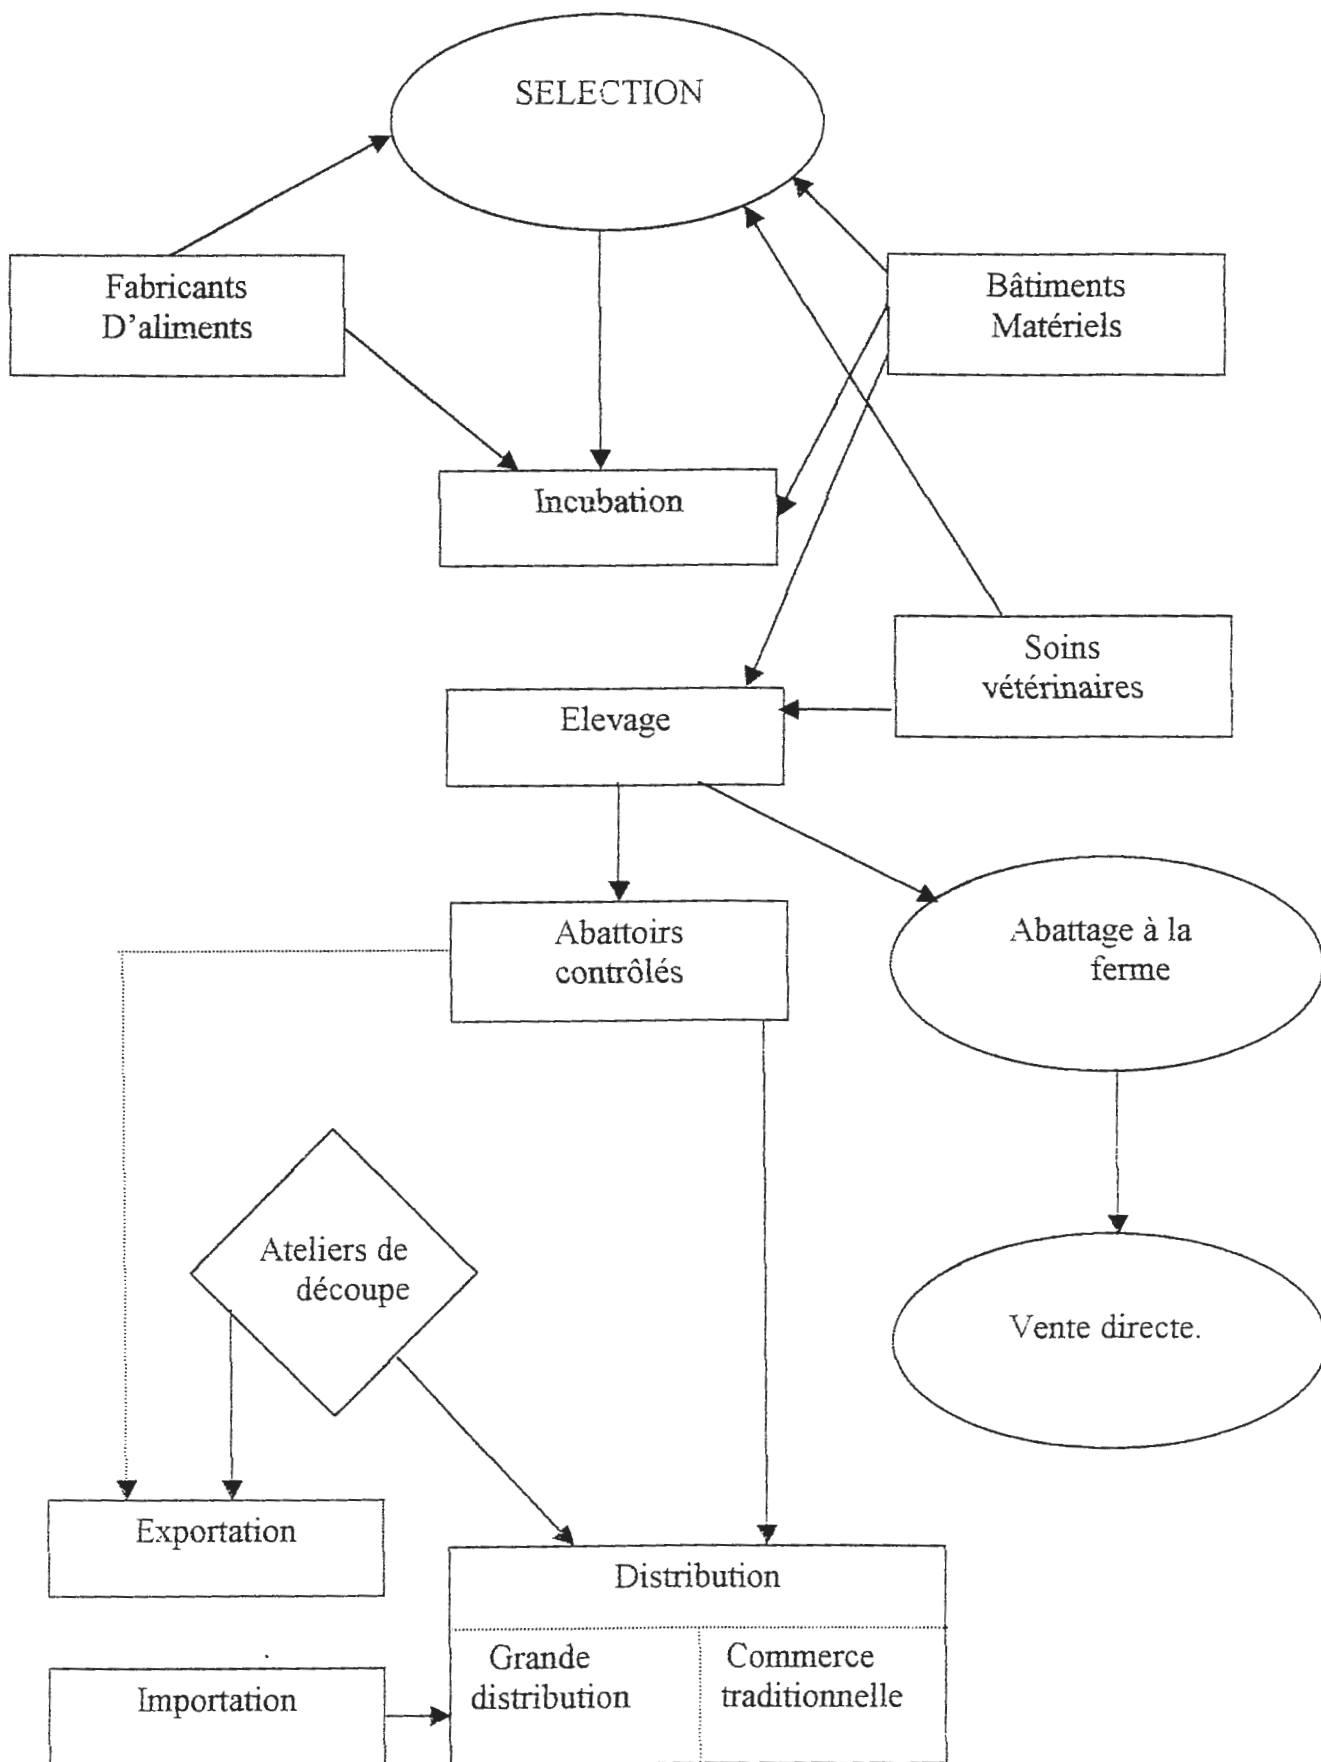 SELECTION
Fabricants
D'aliments
Bâtiments
Matériels
Incubation
Soins
vétérinaires
Elevage
Abattoirs
contrôlés
Abattage à la
ferme
Ateliers de
découpe
Vente directe.
Exportation
Distribution
Grande
distribution
Commerce
traditionnelle
Importation